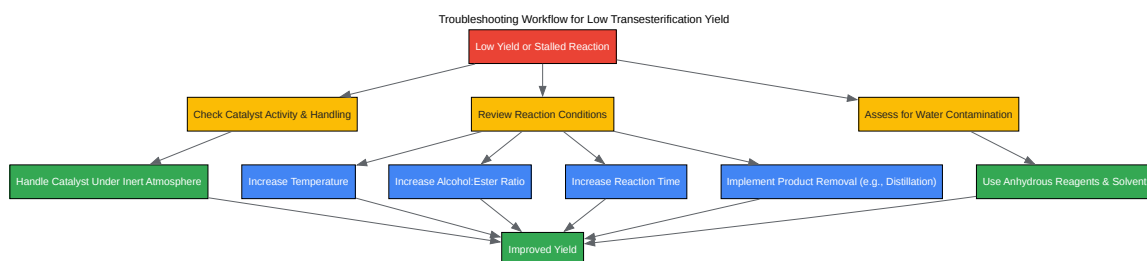 Troubleshooting Workflow for Low Transesterification Yield
Low Yield or Stalled Reaction
Check Catalyst Activity & Handling
Review Reaction Conditions
Assess for Water Contamination
Handle Catalyst Under Inert Atmosphere
Increase Temperature
Increase Alcohol:Ester Ratio
Increase Reaction Time
Implement Product Removal (e.g., Distillation)
Use Anhydrous Reagents & Solvent
Improved Yield